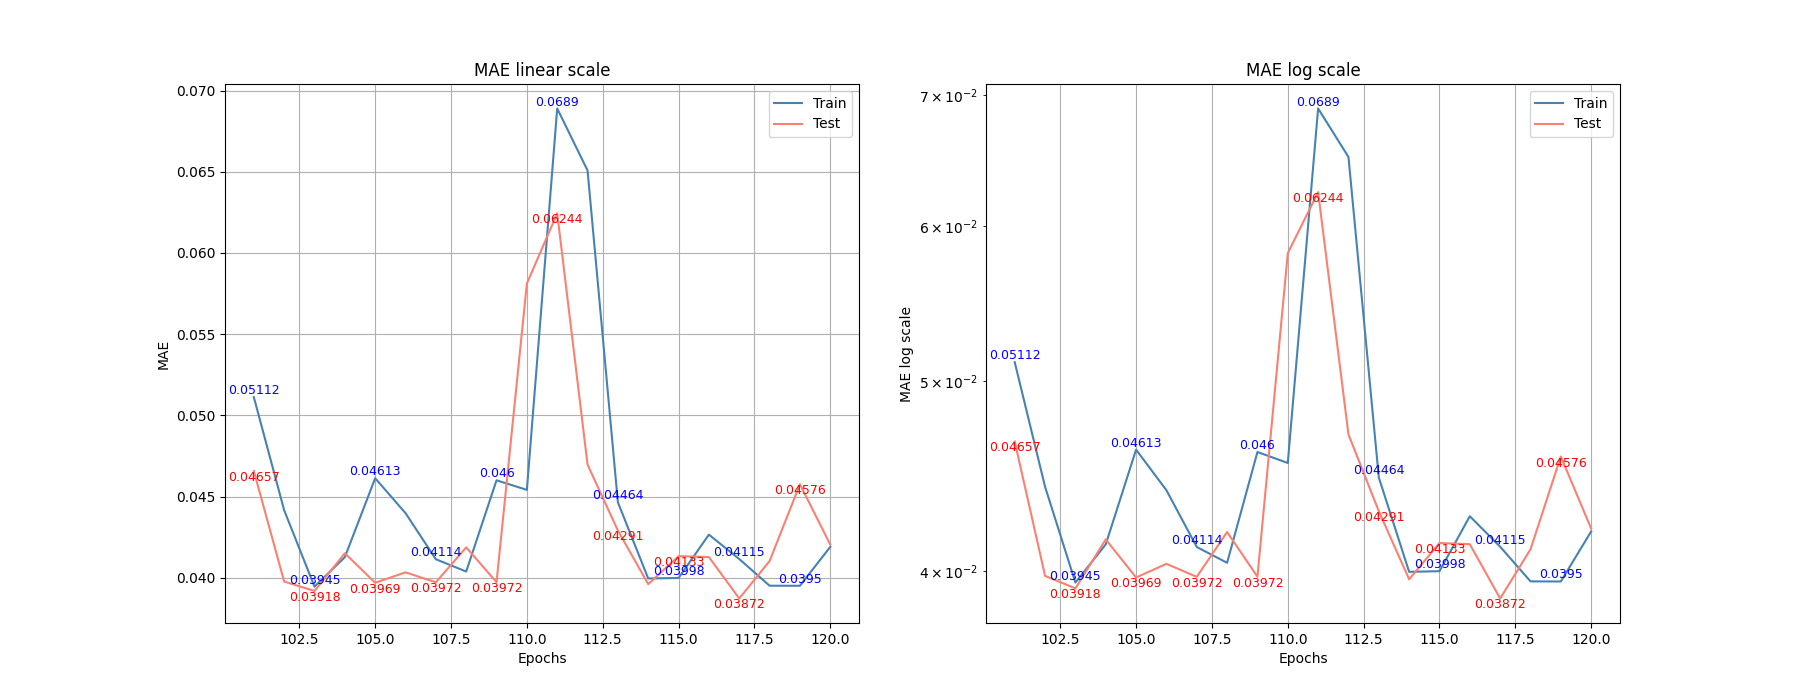 MAE linear scale
0.070
0.065
0.060
0.055
0.050
0.045
0.040
MAE
Train
Test
0.0689
0.06244
0.05112
0.04657
0.04613
0.046
0.04464
0.04576
0.04291
0.04114
0.04133
0.04115
0.03998
0.03945
0.0395
0.03918
0.03969
0.03972
0.03972
0.03872
102.5 105.0 107.5 110.0 112.5 115.0 117.5 120.0
Epochs
MAE log scale
7 × 10⁻²
6 × 10⁻²
5 × 10⁻²
4 × 10⁻²
MAE log scale
Train
Test
0.0689
0.06244
0.05112
0.04657
0.04613
0.046
0.04464
0.04576
0.04291
0.04114
0.04133
0.04115
0.03998
0.03945
0.0395
0.03918
0.03969
0.03972
0.03972
0.03872
102.5 105.0 107.5 110.0 112.5 115.0 117.5 120.0
Epochs